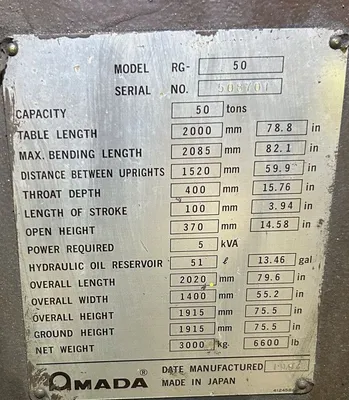 MODEL RG- 50
SERIAL NO. 503701
CAPACITY 50 tons
TABLE LENGTH 2000 mm 78.8 in
MAX. BENDING LENGTH 2085 mm 82.1 in
DISTANCE BETWEEN UPRIGHTS 1520 mm 59.9 in
THROAT DEPTH 400 mm 15.76 in
LENGTH OF STROKE 100 mm 3.94 in
OPEN HEIGHT 370 mm 14.58 in
POWER REQUIRED 5 kVA
HYDRAULIC OIL RESERVOIR 51 ℓ 13.46 gal
OVERALL LENGTH 2020 mm 79.6 in
OVERALL WIDTH 1400 mm 55.2 in
OVERALL HEIGHT 1915 mm 75.5 in
GROUND HEIGHT 1915 mm 75.5 in
NET WEIGHT 3000 kg 6600 lb
AMADA ® DATE MANUFACTURED
MADE IN JAPAN